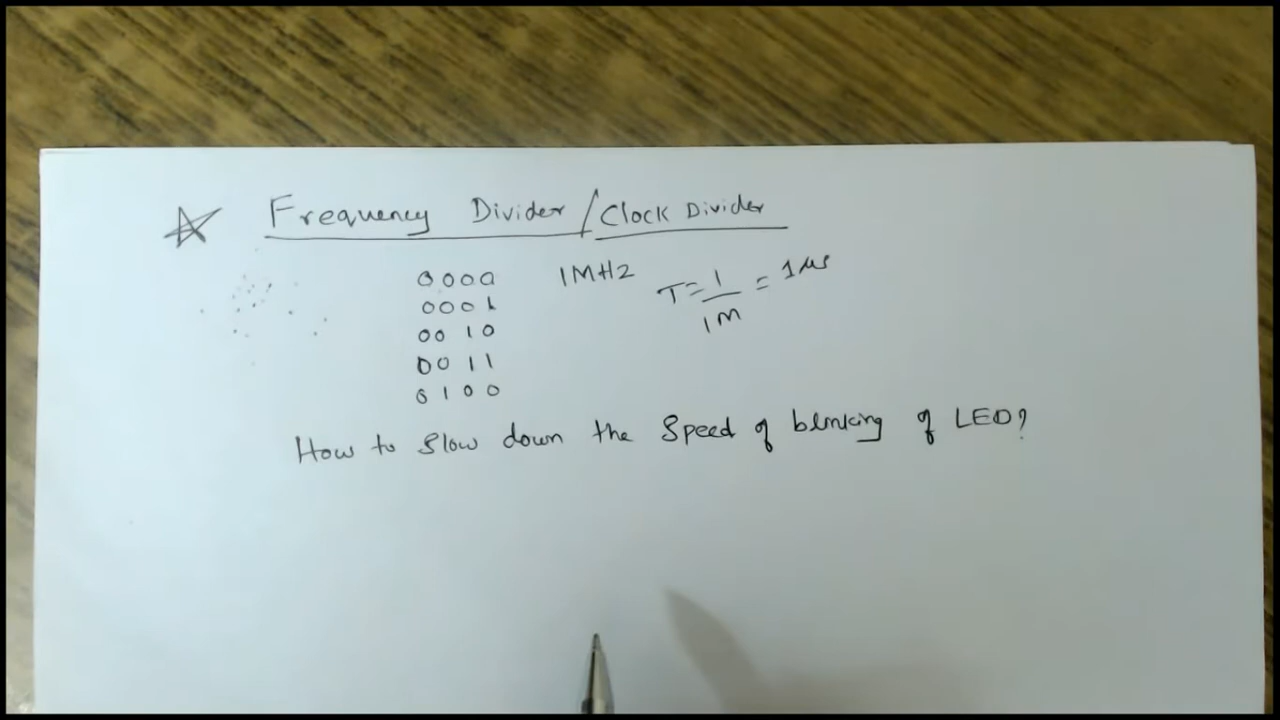 Frequency Divider / Clock Divider
0000 1MHz T = 1/1M = 1μs
0001
0010
0011
0100
How to slow down the Speed of blinking of LED?